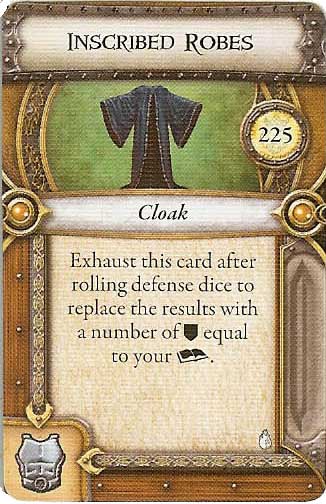 Inscribed Robes
225
Cloak
Exhaust this card after
rolling defense dice to
replace the results with
a number of equal
to your .